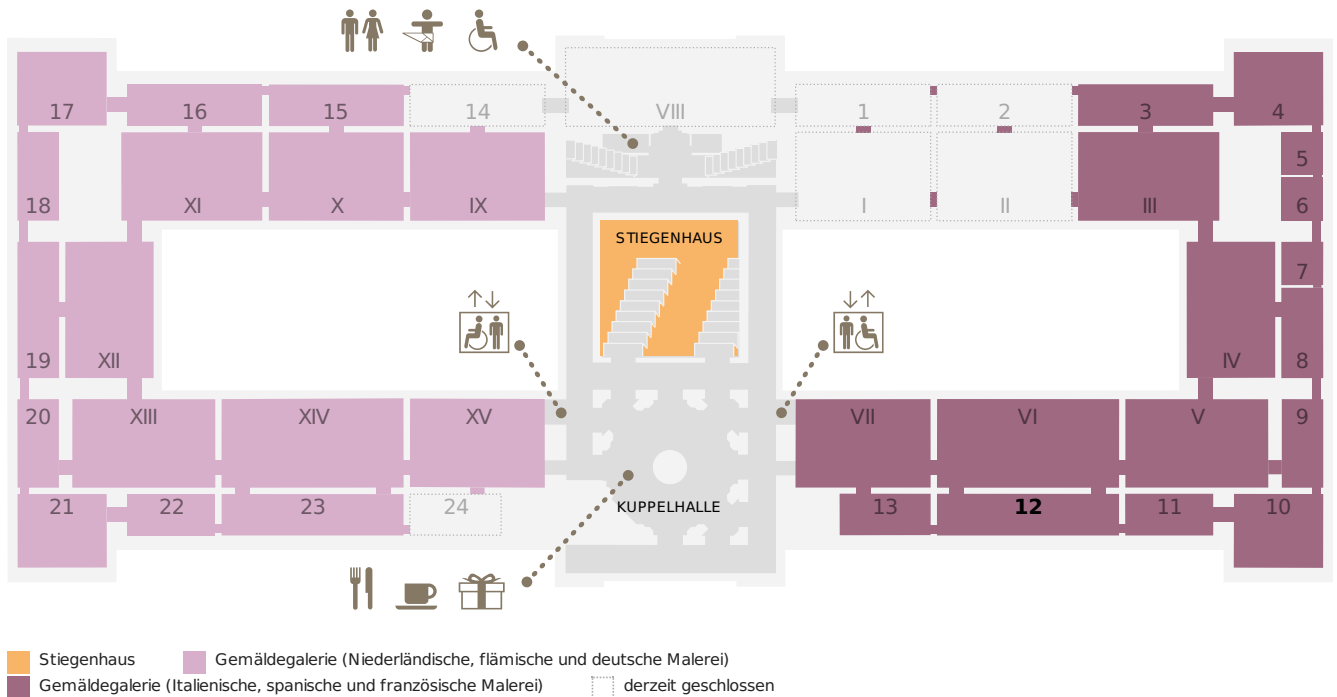 17
16
15
14
VIII
1
2
3
4
5
18
XI
X
IX
I
II
III
6
STIEGENHAUS
7
19
XII
IV
8
20
XIII
XIV
XV
VII
VI
V
9
21
22
23
24
KUPPELHALLE
13
12
11
10
Stiegenhaus
Gemäldegalerie (Niederländische, flämische und deutsche Malerei)
Gemäldegalerie (Italienische, spanische und französische Malerei)
derzeit geschlossen